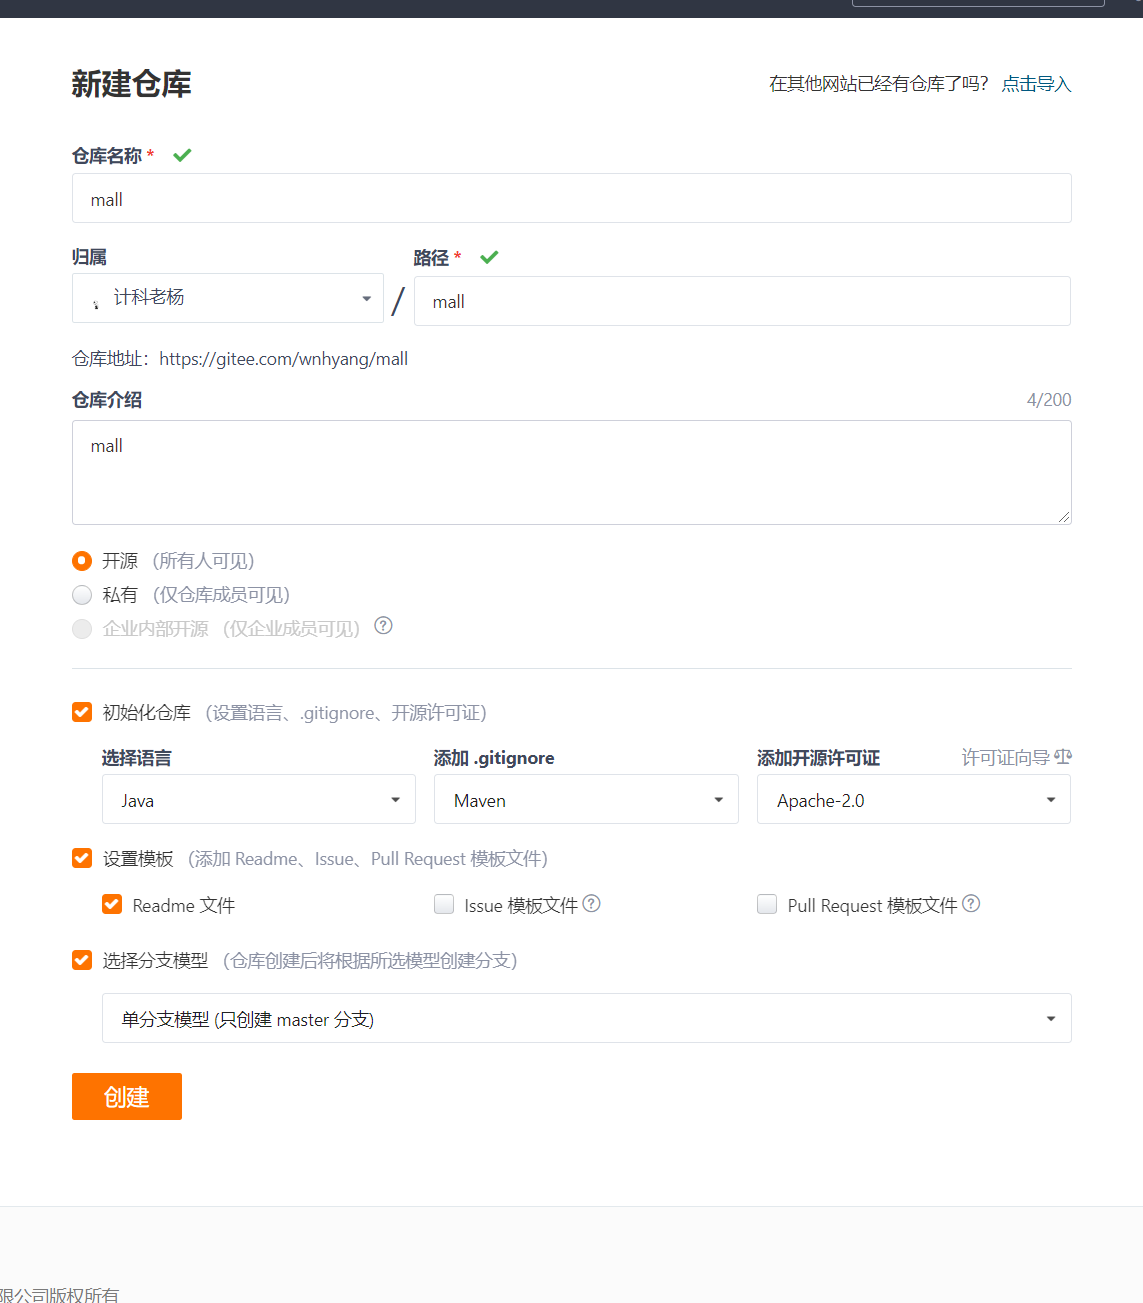 新建仓库
在其他网站已经有仓库了吗？ 点击导入
仓库名称 *
mall
归属
路径 *
计科老杨
/
mall
仓库地址：https://gitee.com/wnhyang/mall
仓库介绍
4/200
mall
开源 （所有人可见）
私有 （仅仓库成员可见）
企业内部开源 （仅企业成员可见）
初始化仓库 （设置语言、.gitignore、开源许可证）
选择语言
添加 .gitignore
添加开源许可证
许可证向导
Java
Maven
Apache-2.0
设置模板 （添加 Readme、Issue、Pull Request 模板文件）
Readme 文件
Issue 模板文件
Pull Request 模板文件
选择分支模型 （仓库创建后将根据所选模型创建分支）
单分支模型 (只创建 master 分支)
创建
限公司版权所有